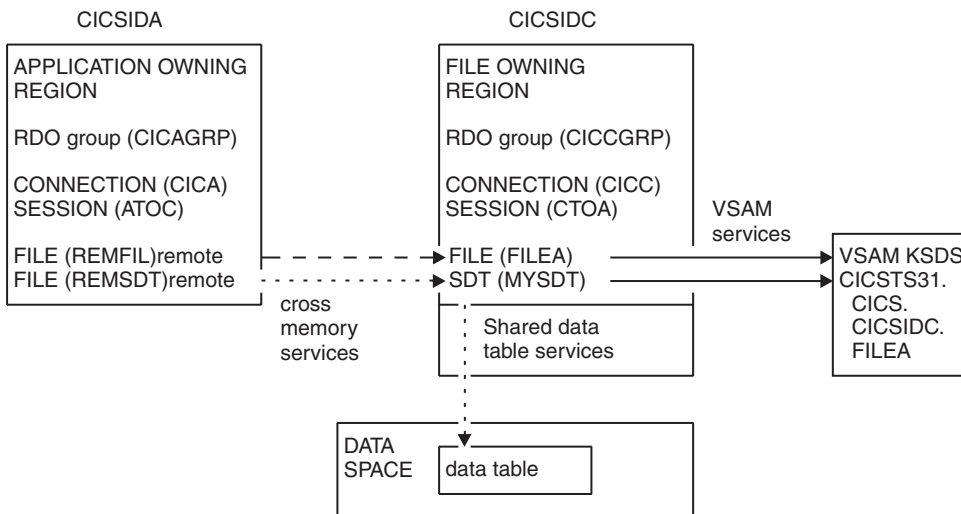 CICSIDA
APPLICATION OWNING
REGION
RDO group (CICAGRP)
CONNECTION (CICA)
SESSION (ATOC)
FILE (REMFIL)remote
FILE (REMSDT)remote
cross
memory
services
CICSIDC
FILE OWNING
REGION
RDO group (CICCGRP)
CONNECTION (CICC)
SESSION (CTOA)
FILE (FILEA)
SDT (MYSDT)
Shared data
table services
VSAM
services
VSAM KSDS
CICSTS31.
CICS.
CICSIDC.
FILEA
DATA
SPACE
data table